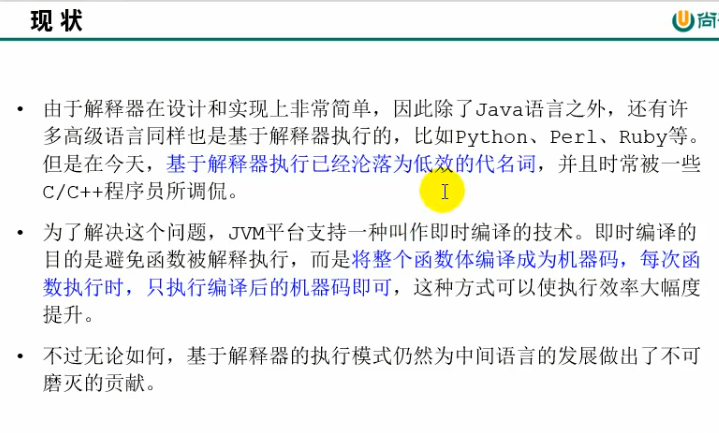 现状
尚
• 由于解释器在设计和实现上非常简单，因此除了Java语言之外，还有许
多高级语言同样也是基于解释器执行的，比如Python、Perl、Ruby等。
但是在今天，基于解释器执行已经沦落为低效的代名词，并且时常被一些
C/C++程序员所调侃。
• 为了解决这个问题，JVM平台支持一种叫作即时编译的技术。即时编译的
目的是避免函数被解释执行，而是将整个函数体编译成为机器码，每次函
数执行时，只执行编译后的机器码即可，这种方式可以使执行效率大幅度
提升。
• 不过无论如何，基于解释器的执行模式仍然为中间语言的发展做出了不可
磨灭的贡献。